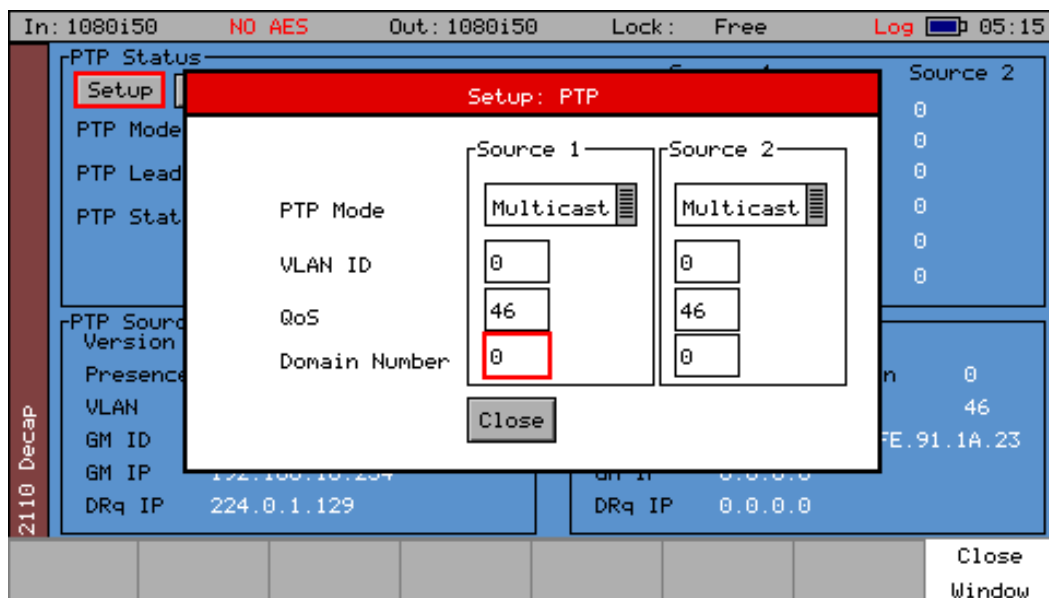 In: 1080i50 NO AES Out: 1080i50 Lock: Free Log 05:15
PTP Status
Source 2
Setup
Setup: PTP
0
PTP Mode
0
Source 1 Source 2
PTP Lead
0
PTP Mode Multicast Multicast
PTP Stat
0
0
VLAN ID 0 0
0
QoS 46 46
PTP Sourc
Version
Domain Number 0 0
Presence
n 0
VLAN
46
Close
GM ID
FE.91.1A.23
GM IP
0.0.0.0
DRq IP 224.0.1.129 DRq IP 0.0.0.0
2110 Decap
Close
Window